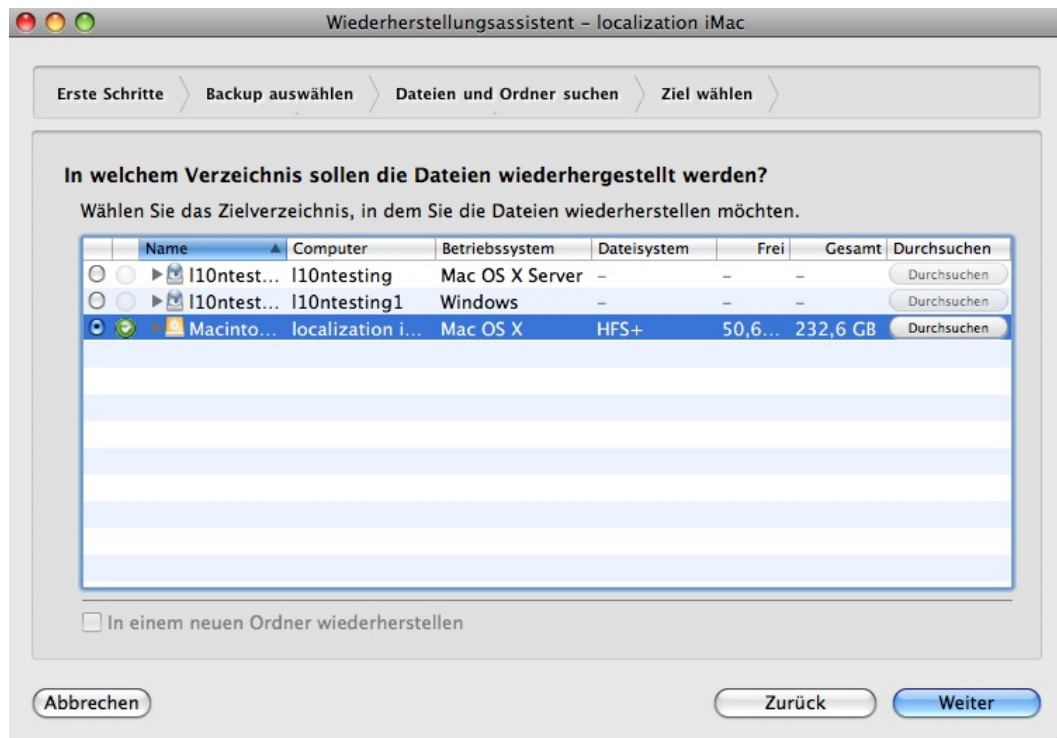 Wiederherstellungsassistent – localization iMac
Erste Schritte Backup auswählen Dateien und Ordner suchen Ziel wählen
In welchem Verzeichnis sollen die Dateien wiederhergestellt werden?
Wählen Sie das Zielverzeichnis, in dem Sie die Dateien wiederherstellen möchten.
Name Computer Betriebssystem Dateisystem Frei Gesamt Durchsuchen
l10ntest... l10ntesting Mac OS X Server – – – Durchsuchen
l10ntest... l10ntesting1 Windows – – – Durchsuchen
Macinto... localization i... Mac OS X HFS+ 50,6... 232,6 GB Durchsuchen
In einem neuen Ordner wiederherstellen
Abbrechen Zurück Weiter